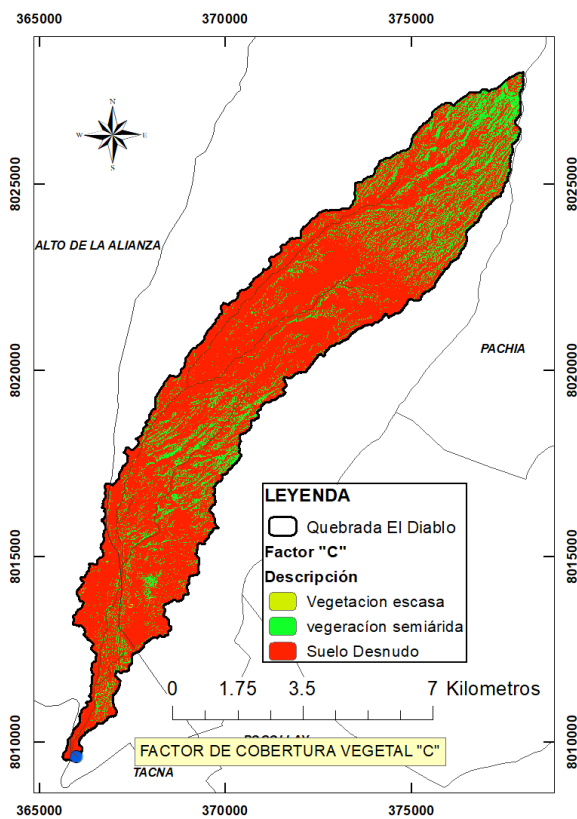 365000 370000 375000
N
W E
S
8025000 8025000
ALTO DE LA ALIANZA
PACHIA
8020000 8020000
LEYENDA
Quebrada El Diablo
Factor "C"
Descripción
Vegetacion escasa
vegeracíon semiárida
Suelo Desnudo
8015000 8015000
0 1.75 3.5 7 Kilometros
8010000 8010000
POCOLLAY
FACTOR DE COBERTURA VEGETAL "C"
TACNA
365000 370000 375000